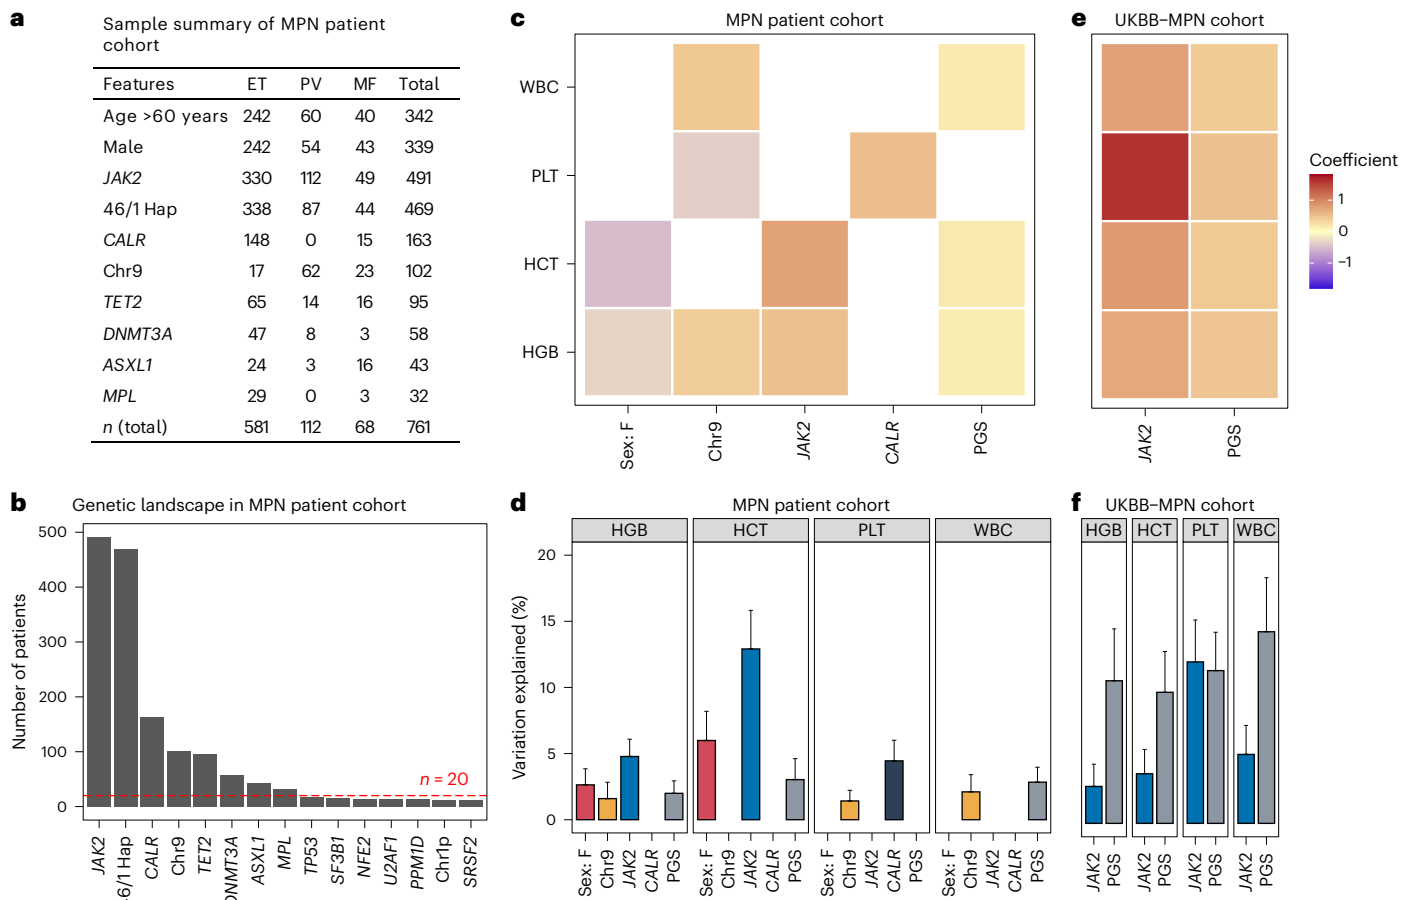 a
Sample summary of MPN patient
cohort
Features ET PV MF Total
Age >60 years 242 60 40 342
Male 242 54 43 339
JAK2 330 112 49 491
46/1 Hap 338 87 44 469
CALR 148 0 15 163
Chr9 17 62 23 102
TET2 65 14 16 95
DNMT3A 47 8 3 58
ASXL1 24 3 16 43
MPL 29 0 3 32
n (total) 581 112 68 761
b
Genetic landscape in MPN patient cohort
Number of patients
500
400
300
200
100
0
n = 20
JAK2
46/1 Hap
CALR
Chr9
TET2
DNMT3A
ASXL1
MPL
TP53
SF3B1
NFE2
U2AF1
PPM1D
Chr1p
SRSF2
c
MPN patient cohort
WBC
PLT
HCT
HGB
Sex: F
Chr9
JAK2
CALR
PGS
d
MPN patient cohort
HGB HCT PLT WBC
Variation explained (%)
20
15
10
5
0
Sex: F
Chr9
JAK2
CALR
PGS
Sex: F
Chr9
JAK2
CALR
PGS
Sex: F
Chr9
JAK2
CALR
PGS
Sex: F
Chr9
JAK2
CALR
PGS
e
UKBB–MPN cohort
JAK2
PGS
Coefficient
1
0
–1
f
UKBB–MPN cohort
HGB HCT PLT WBC
JAK2
PGS
JAK2
PGS
JAK2
PGS
JAK2
PGS